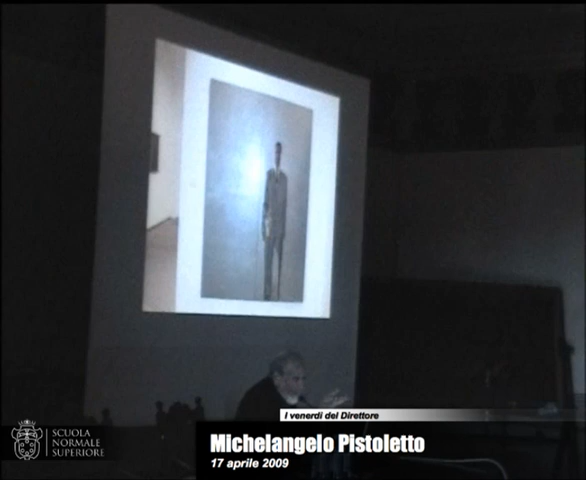 I venerdì del Direttore
Michelangelo Pistoletto
17 aprile 2009
SCUOLA
NORMALE
SUPERIORE